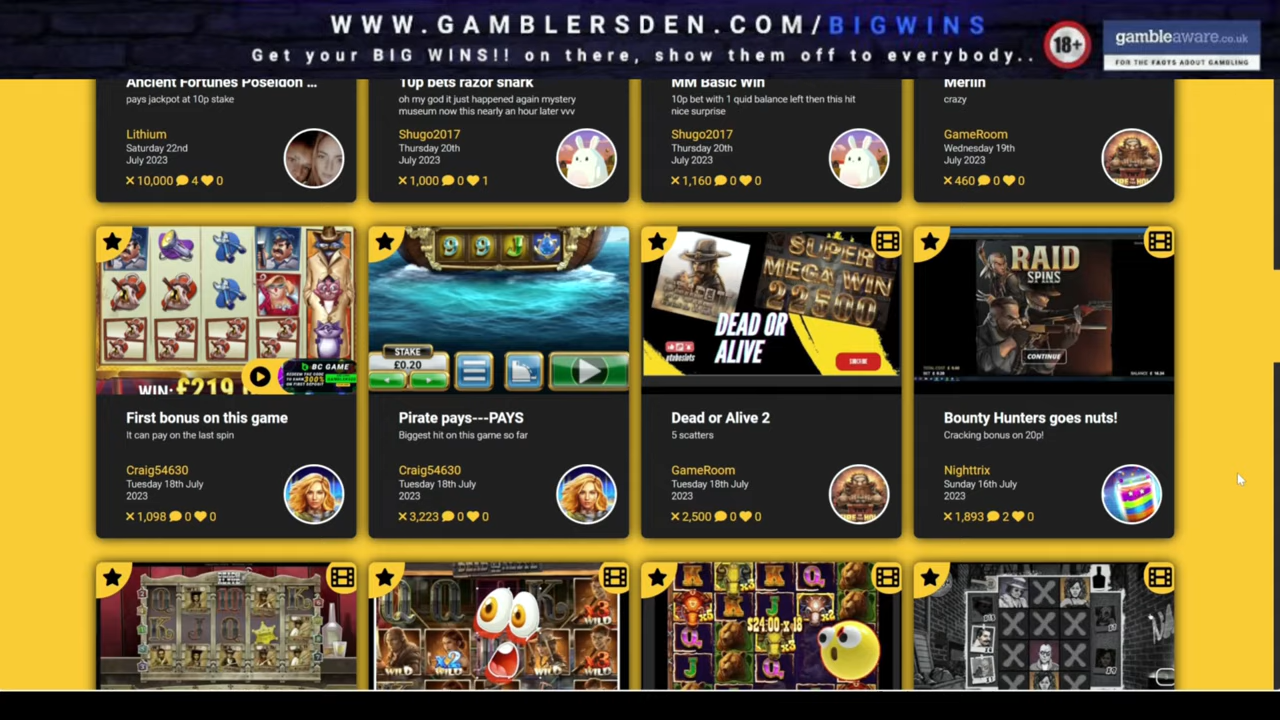 WWW.GAMBLERSDEN.COM/BIGWINS
Get your BIG WINS!! on there, show them off to everybody..
18+
gambleaware.co.uk
FOR THE FACTS ABOUT GAMBLING
Ancient Fortunes Poseidon ...
pays jackpot at 10p stake
Lithium
Saturday 22nd
July 2023
10,000 4 0
10p bets razor shark
oh my god it just happened again mystery
museum now this nearly an hour later vvv
Shugo2017
Thursday 20th
July 2023
1,000 0 1
MM Basic Win
10p bet with 1 quid balance left then this hit
nice surprise
Shugo2017
Thursday 20th
July 2023
1,160 0 0
Merlin
crazy
GameRoom
Wednesday 19th
July 2023
460 0 0
WIN: £219
BC GAME
First bonus on this game
It can pay on the last spin
Craig54630
Tuesday 18th July
2023
1,098 0 0
9 9 J
STAKE
£0.20
Pirate pays---PAYS
Biggest hit on this game so far
Craig54630
Tuesday 18th July
2023
3,223 0 0
SUPER
MEGA WIN
22500
DEAD OR
ALIVE
Dead or Alive 2
5 scatters
GameRoom
Tuesday 18th July
2023
2,500 0 0
RAID
SPINS
CONTINUE
Bounty Hunters goes nuts!
Cracking bonus on 20p!
Nighttrix
Sunday 16th July
2023
1,893 2 0
WILD
x2
x3
WILD
WILD
$24.00 x 18